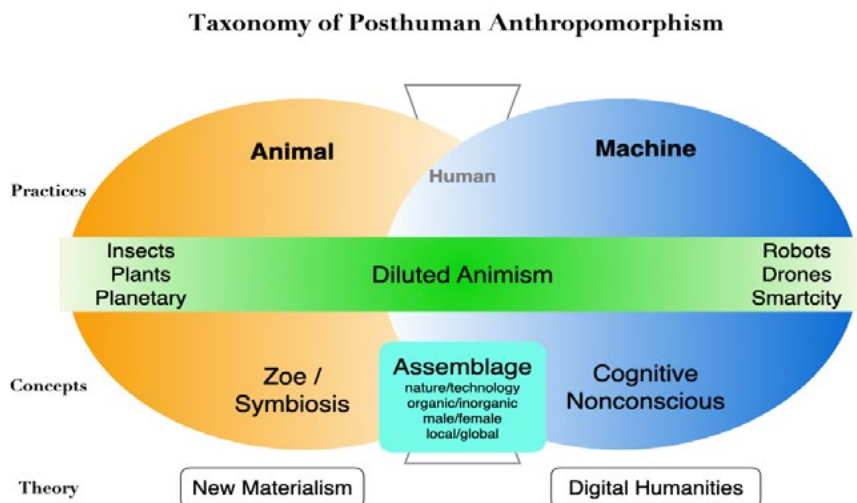 Taxonomy of Posthuman Anthropomorphism
Animal
Machine
Human
Practices
Insects
Plants
Planetary
Diluted Animism
Robots
Drones
Smartcity
Concepts
Zoe /
Symbiosis
Assemblage
nature/technology
organic/inorganic
male/female
local/global
Cognitive
Nonconscious
Theory
New Materialism
Digital Humanities